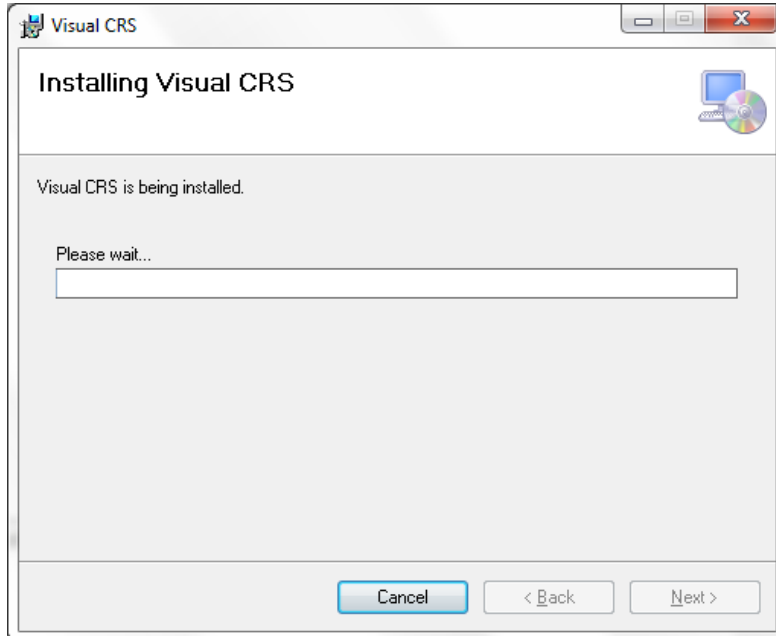 Visual CRS
Installing Visual CRS
Visual CRS is being installed.
Please wait...
Cancel
< Back
Next >